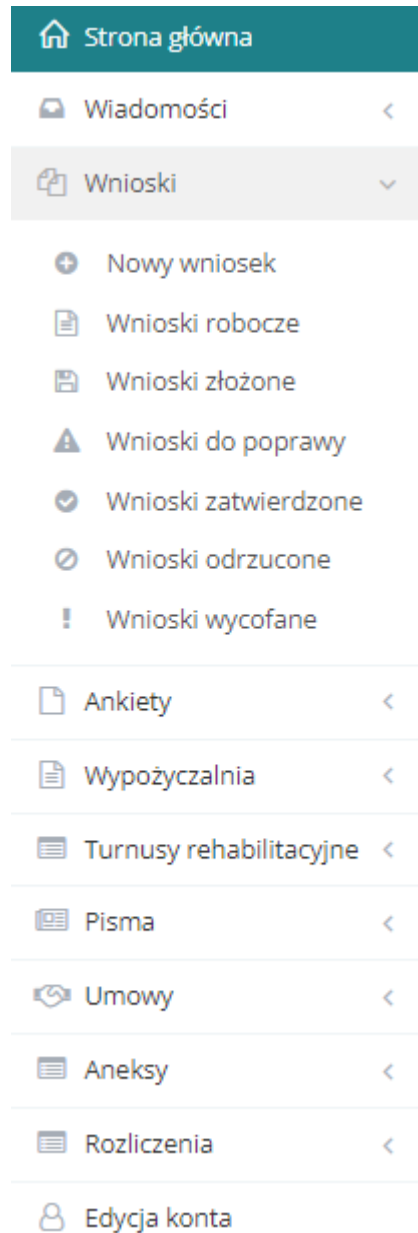 Strona główna
Wiadomości
Wnioski
Nowy wniosek
Wnioski robocze
Wnioski złożone
Wnioski do poprawy
Wnioski zatwierdzone
Wnioski odrzucone
Wnioski wycofane
Ankiety
Wypożyczalnia
Turnusy rehabilitacyjne
Pisma
Umowy
Aneksy
Rozliczenia
Edycja konta